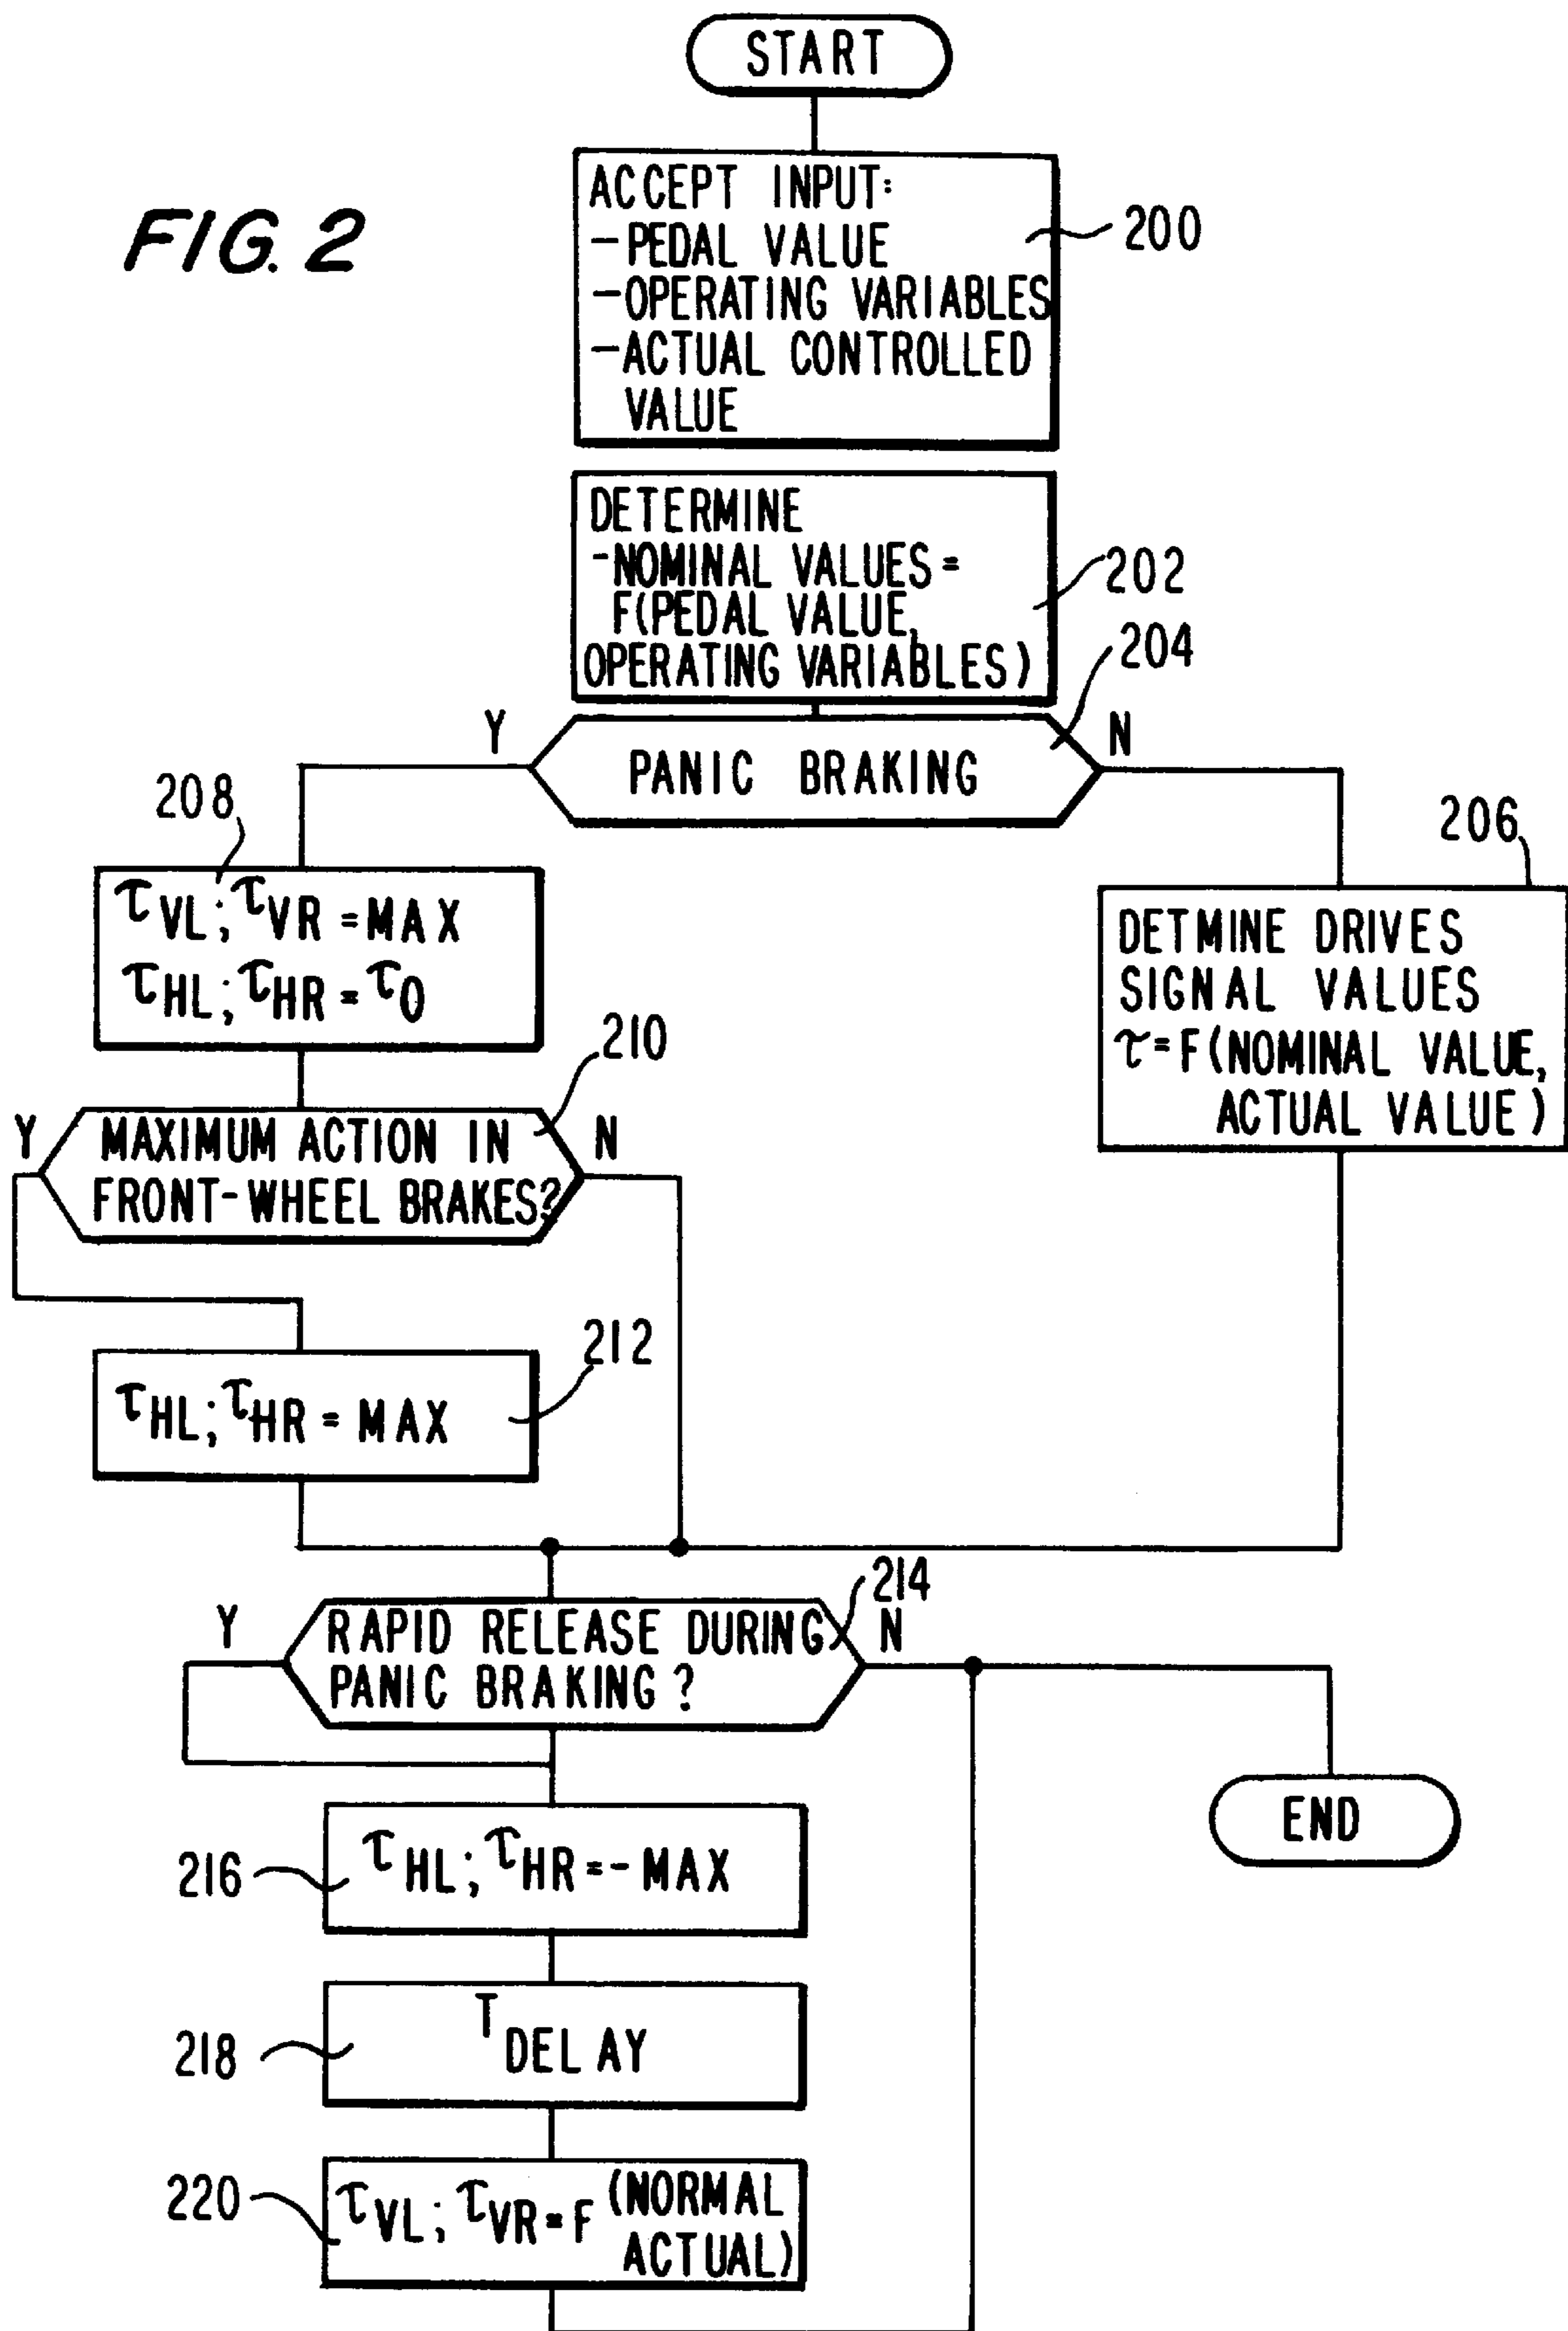 START
FIG. 2
ACCEPT INPUT:
-PEDAL VALUE
-OPERATING VARIABLES
-ACTUAL CONTROLLED
VALUE
200
DETERMINE
-NOMINAL VALUES =
F(PEDAL VALUE,
OPERATING VARIABLES)
202
204
Y
PANIC BRAKING
N
208
τVL; τVR = MAX
τHL; τHR = τ0
206
DETMINE DRIVES
SIGNAL VALUES
τ=F(NOMINAL VALUE,
ACTUAL VALUE)
210
Y
MAXIMUM ACTION IN
FRONT-WHEEL BRAKES?
N
212
τHL; τHR = MAX
214
Y
RAPID RELEASE DURING
PANIC BRAKING?
N
END
216
τHL; τHR = - MAX
218
T DELAY
220
τVL; τVR = F (NORMAL
ACTUAL)